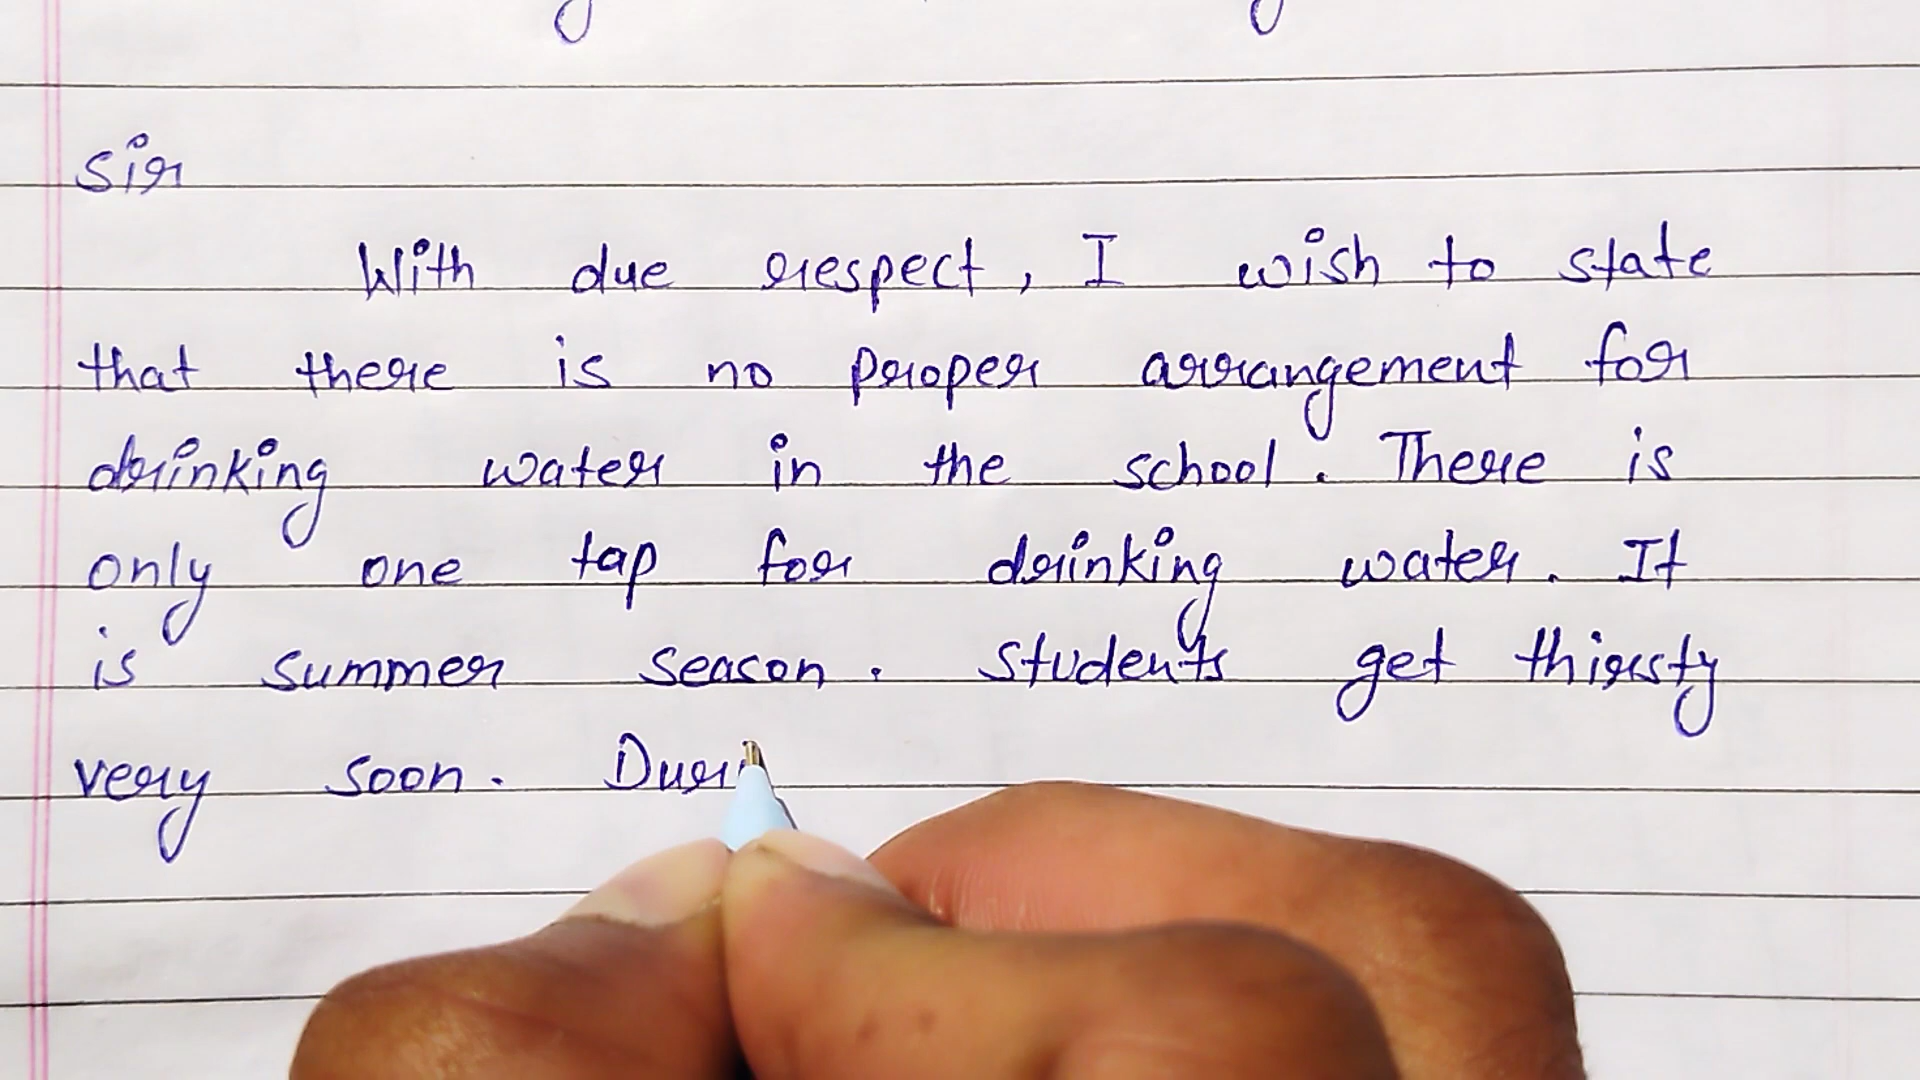 sir
With due respect, I wish to state
that there is no proper arrangement for
drinking water in the school. There is
only one tap for drinking water. It
is summer season. Students get thirsty
very soon. Duri